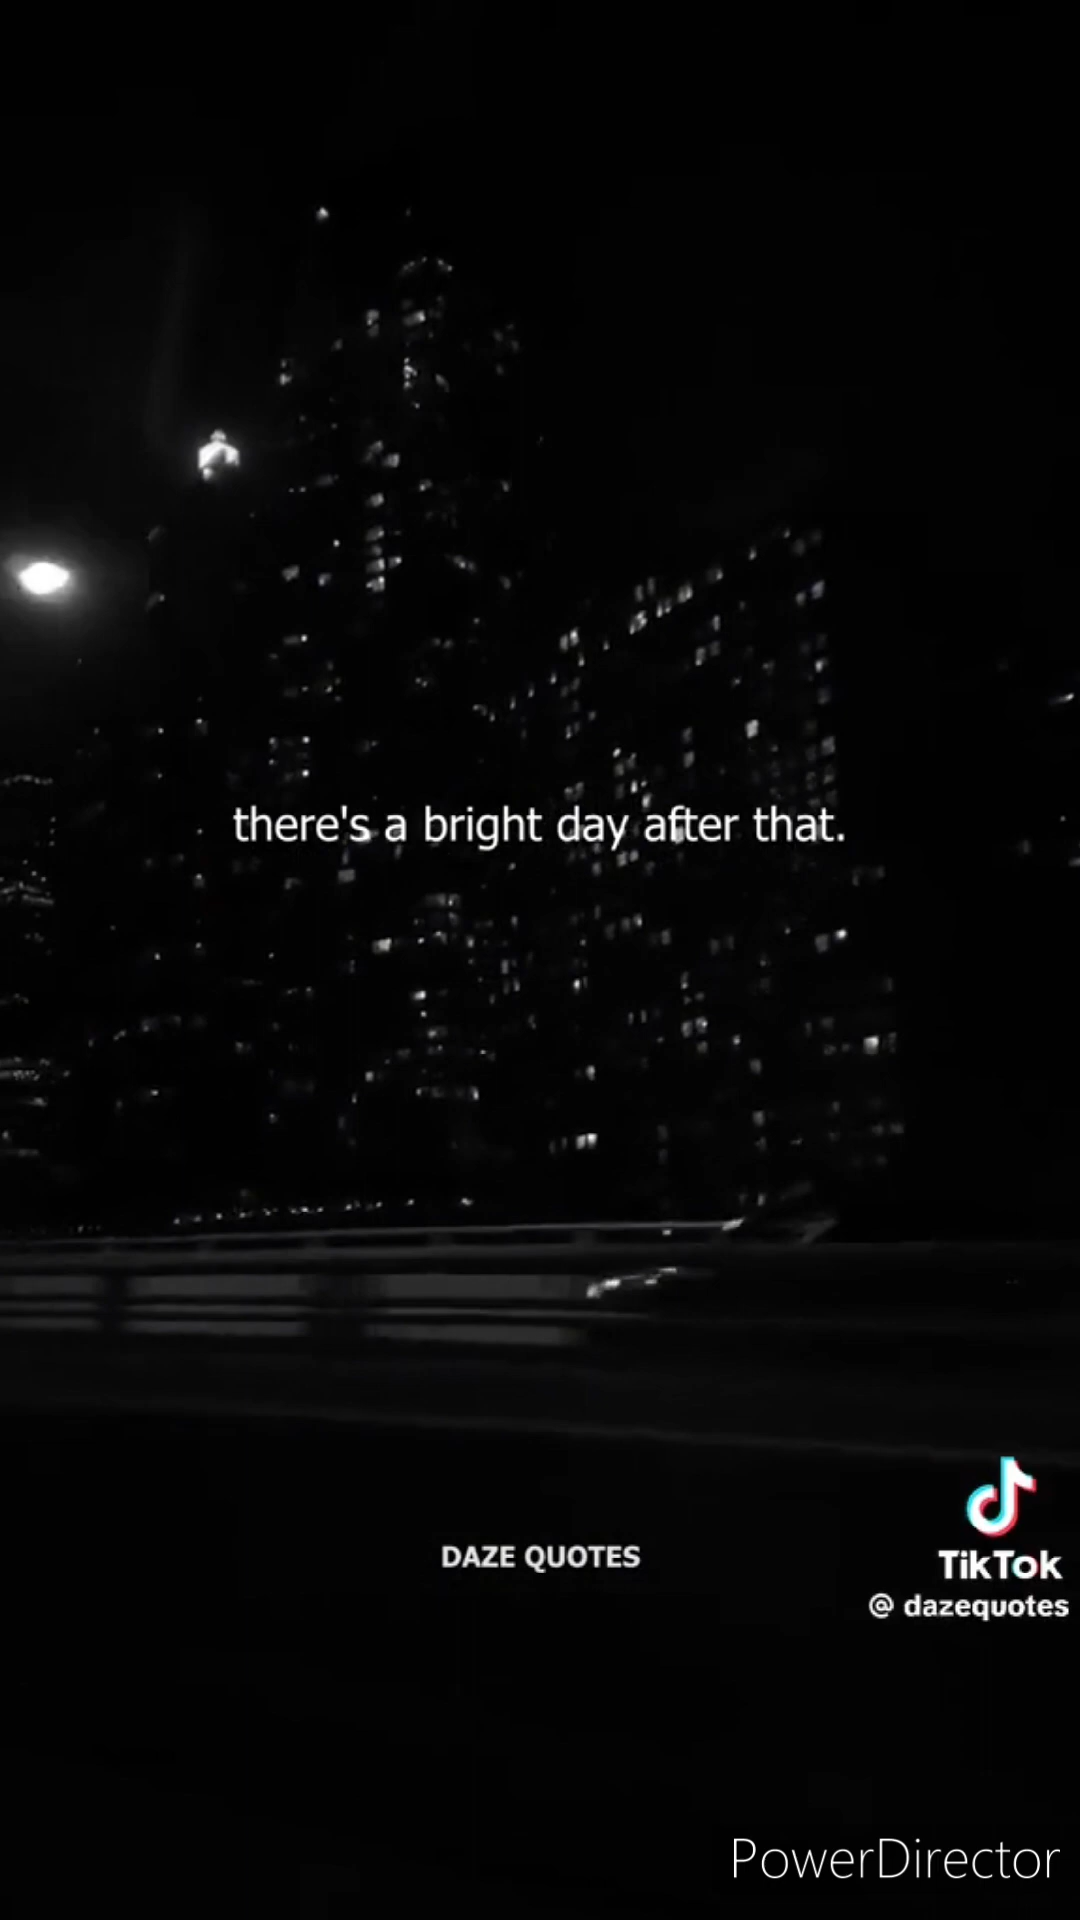 there's a bright day after that.
DAZE QUOTES
TikTok
@ dazequotes
PowerDirector